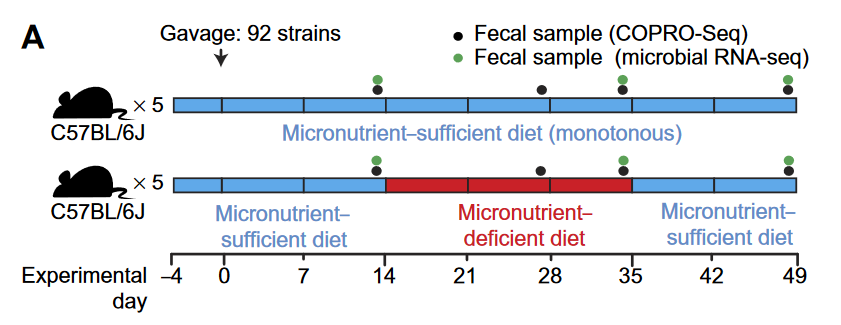 A
Gavage: 92 strains
Fecal sample (COPRO-Seq)
Fecal sample (microbial RNA-seq)
× 5
C57BL/6J
Micronutrient–sufficient diet (monotonous)
× 5
C57BL/6J
Micronutrient–
sufficient diet
Micronutrient–
deficient diet
Micronutrient–
sufficient diet
Experimental
day
–4 0 7 14 21 28 35 42 49